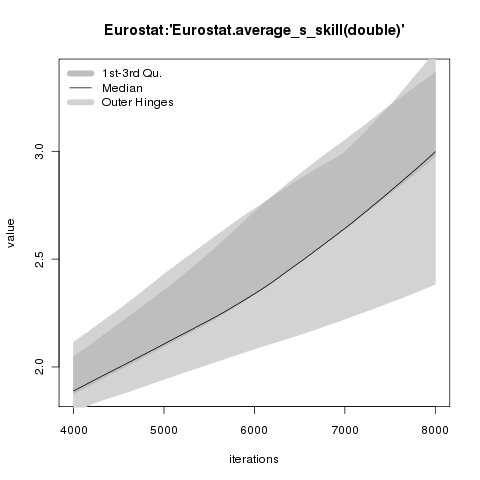 Eurostat:'Eurostat.average_s_skill(double)'
1st-3rd Qu.
Median
Outer Hinges
3.0
2.5
2.0
value
4000 5000 6000 7000 8000
iterations